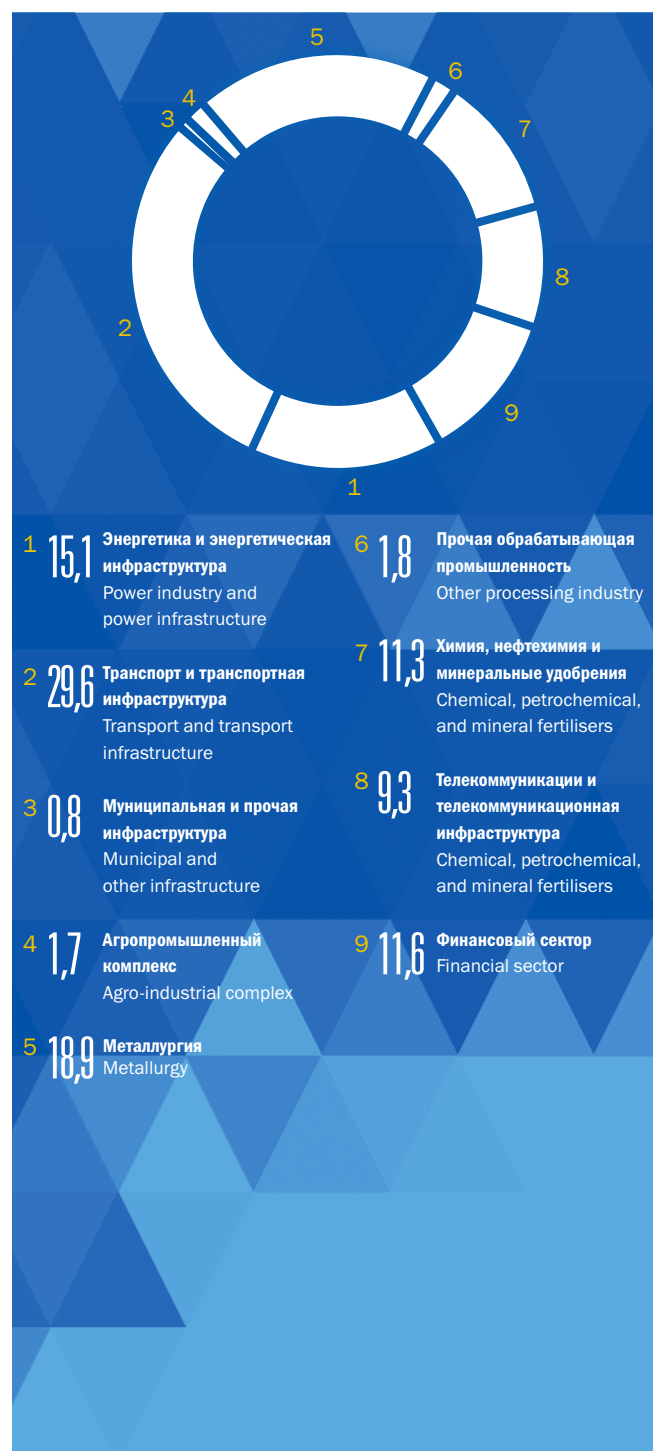 5
6
4
3
7
8
2
9
1
1 15,1 Энергетика и энергетическая
инфраструктура
Power industry and
power infrastructure
2 29,6 Транспорт и транспортная
инфраструктура
Transport and transport
infrastructure
3 0,8 Муниципальная и прочая
инфраструктура
Municipal and
other infrastructure
4 1,7 Агропромышленный
комплекс
Agro-industrial complex
5 18,9 Металлургия
Metallurgy
6 1,8 Прочая обрабатывающая
промышленность
Other processing industry
7 11,3 Химия, нефтехимия и
минеральные удобрения
Chemical, petrochemical,
and mineral fertilisers
8 9,3 Телекоммуникации и
телекоммуникационная
инфраструктура
Chemical, petrochemical,
and mineral fertilisers
9 11,6 Финансовый сектор
Financial sector